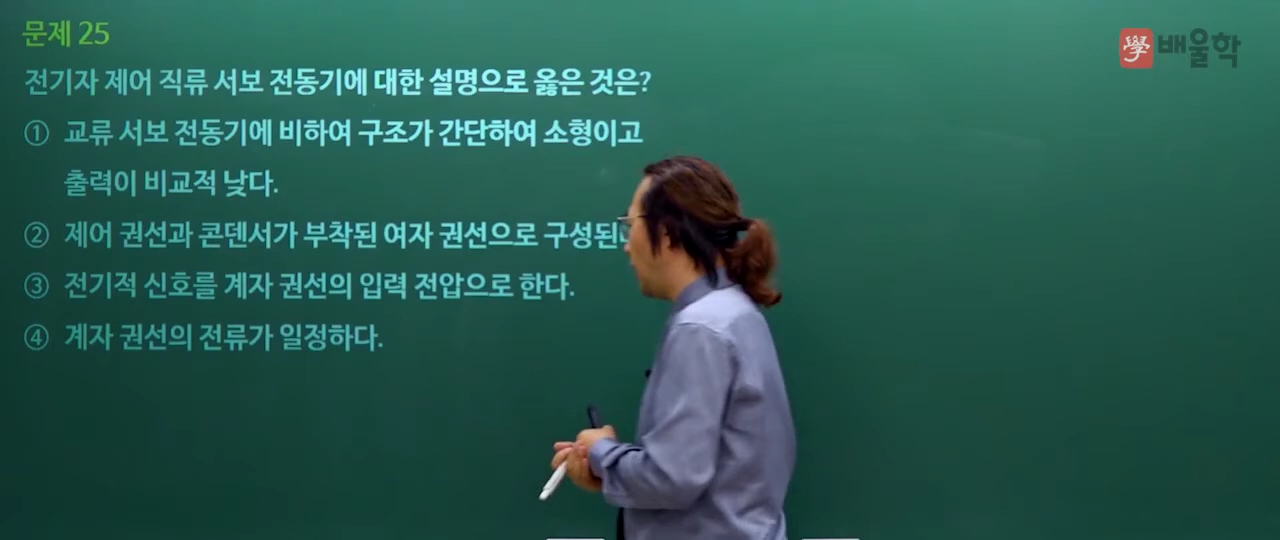 문제 25
學 배울학
전기자 제어 직류 서보 전동기에 대한 설명으로 옳은 것은?
① 교류 서보 전동기에 비하여 구조가 간단하여 소형이고
출력이 비교적 낮다.
② 제어 권선과 콘덴서가 부착된 여자 권선으로
③ 전기적 신호를 계자 권선의 입력 전압으로 한다.
④ 계자 권선의 전류가 일정하다.